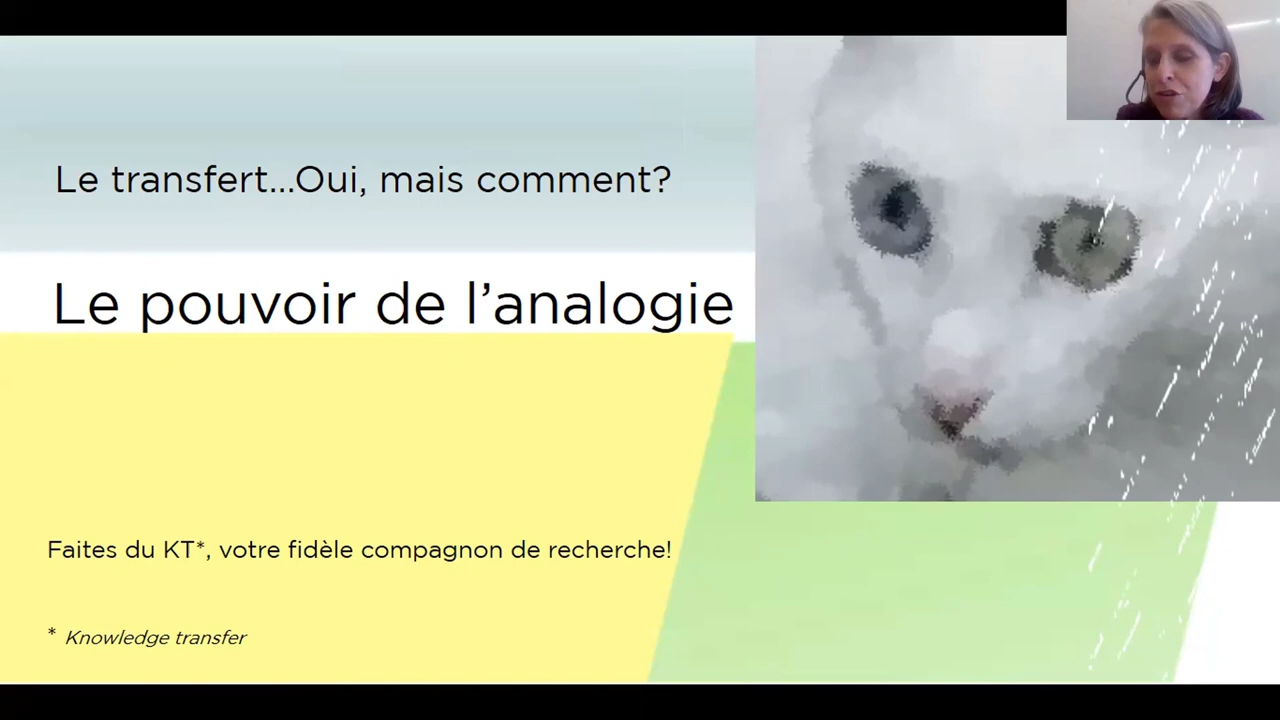 Le transfert...Oui, mais comment?
Le pouvoir de l’analogie
Faites du KT*, votre fidèle compagnon de recherche!
* Knowledge transfer